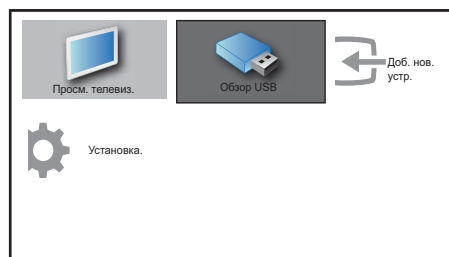 Просм. телевиз.
Обзор USB
Доб. нов.
устр.
Установка.